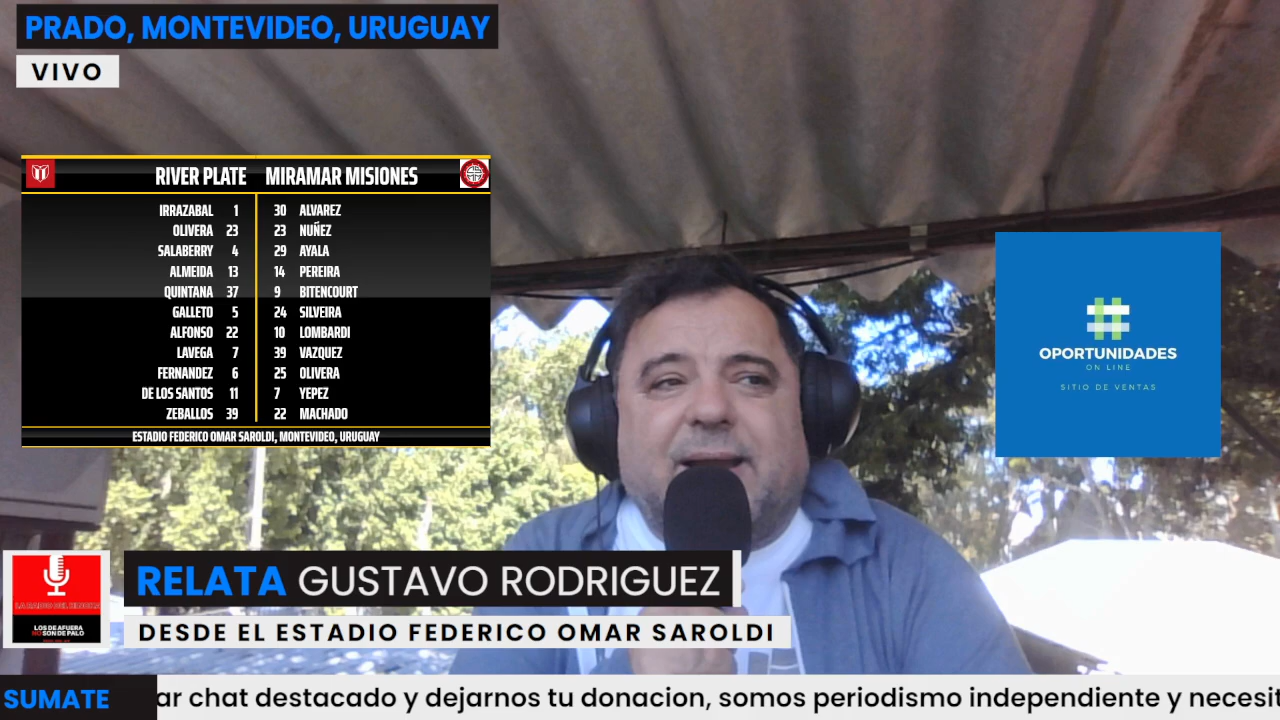 PRADO, MONTEVIDEO, URUGUAY
VIVO
RIVER PLATE MIRAMAR MISIONES
IRRAZABAL 1 30 ALVAREZ
OLIVERA 23 23 NUÑEZ
SALABERRY 4 29 AYALA
ALMEIDA 13 14 PEREIRA
QUINTANA 37 9 BITENCOURT
GALLETO 5 24 SILVEIRA
ALFONSO 22 10 LOMBARDI
LAVEGA 7 39 VAZQUEZ
FERNANDEZ 6 25 OLIVERA
DE LOS SANTOS 11 7 YEPEZ
ZEBALLOS 39 22 MACHADO
ESTADIO FEDERICO OMAR SAROLDI, MONTEVIDEO, URUGUAY
OPORTUNIDADES
ON LINE
SITIO DE VENTAS
LOS DE AFUERA
NO SON DE PALO
RELATA GUSTAVO RODRIGUEZ
DESDE EL ESTADIO FEDERICO OMAR SAROLDI
SUMATE ar chat destacado y dejarnos tu donacion, somos periodismo independiente y necesit